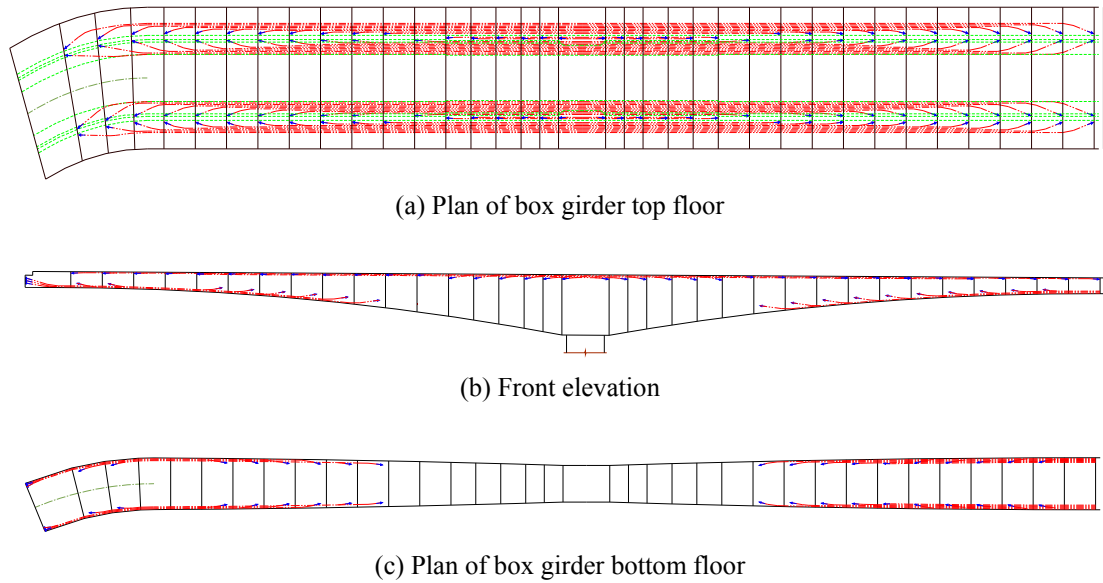 (a) Plan of box girder top floor
(b) Front elevation
(c) Plan of box girder bottom floor